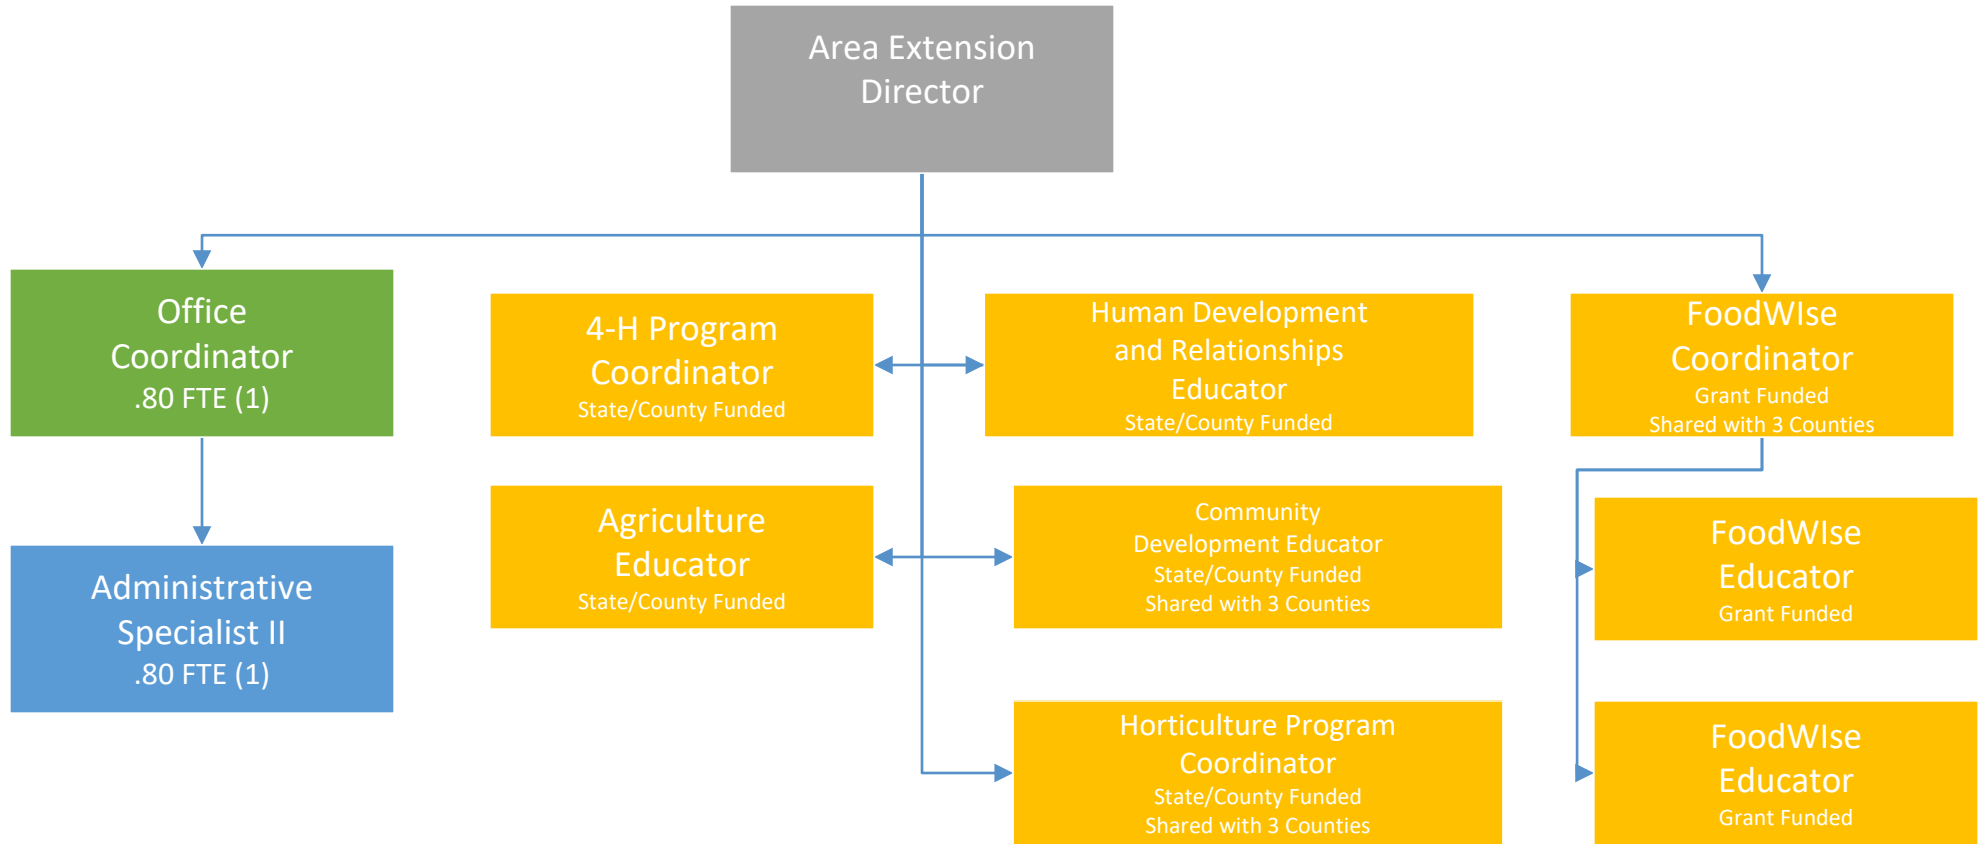 Area Extension
Director
Office
Coordinator
.80 FTE (1)
4-H Program
Coordinator
State/County Funded
Human Development
and Relationships
Educator
State/County Funded
FoodWIse
Coordinator
Grant Funded
Shared with 3 Counties
Administrative
Specialist II
.80 FTE (1)
Agriculture
Educator
State/County Funded
Community
Development Educator
State/County Funded
Shared with 3 Counties
FoodWIse
Educator
Grant Funded
Horticulture Program
Coordinator
State/County Funded
Shared with 3 Counties
FoodWIse
Educator
Grant Funded